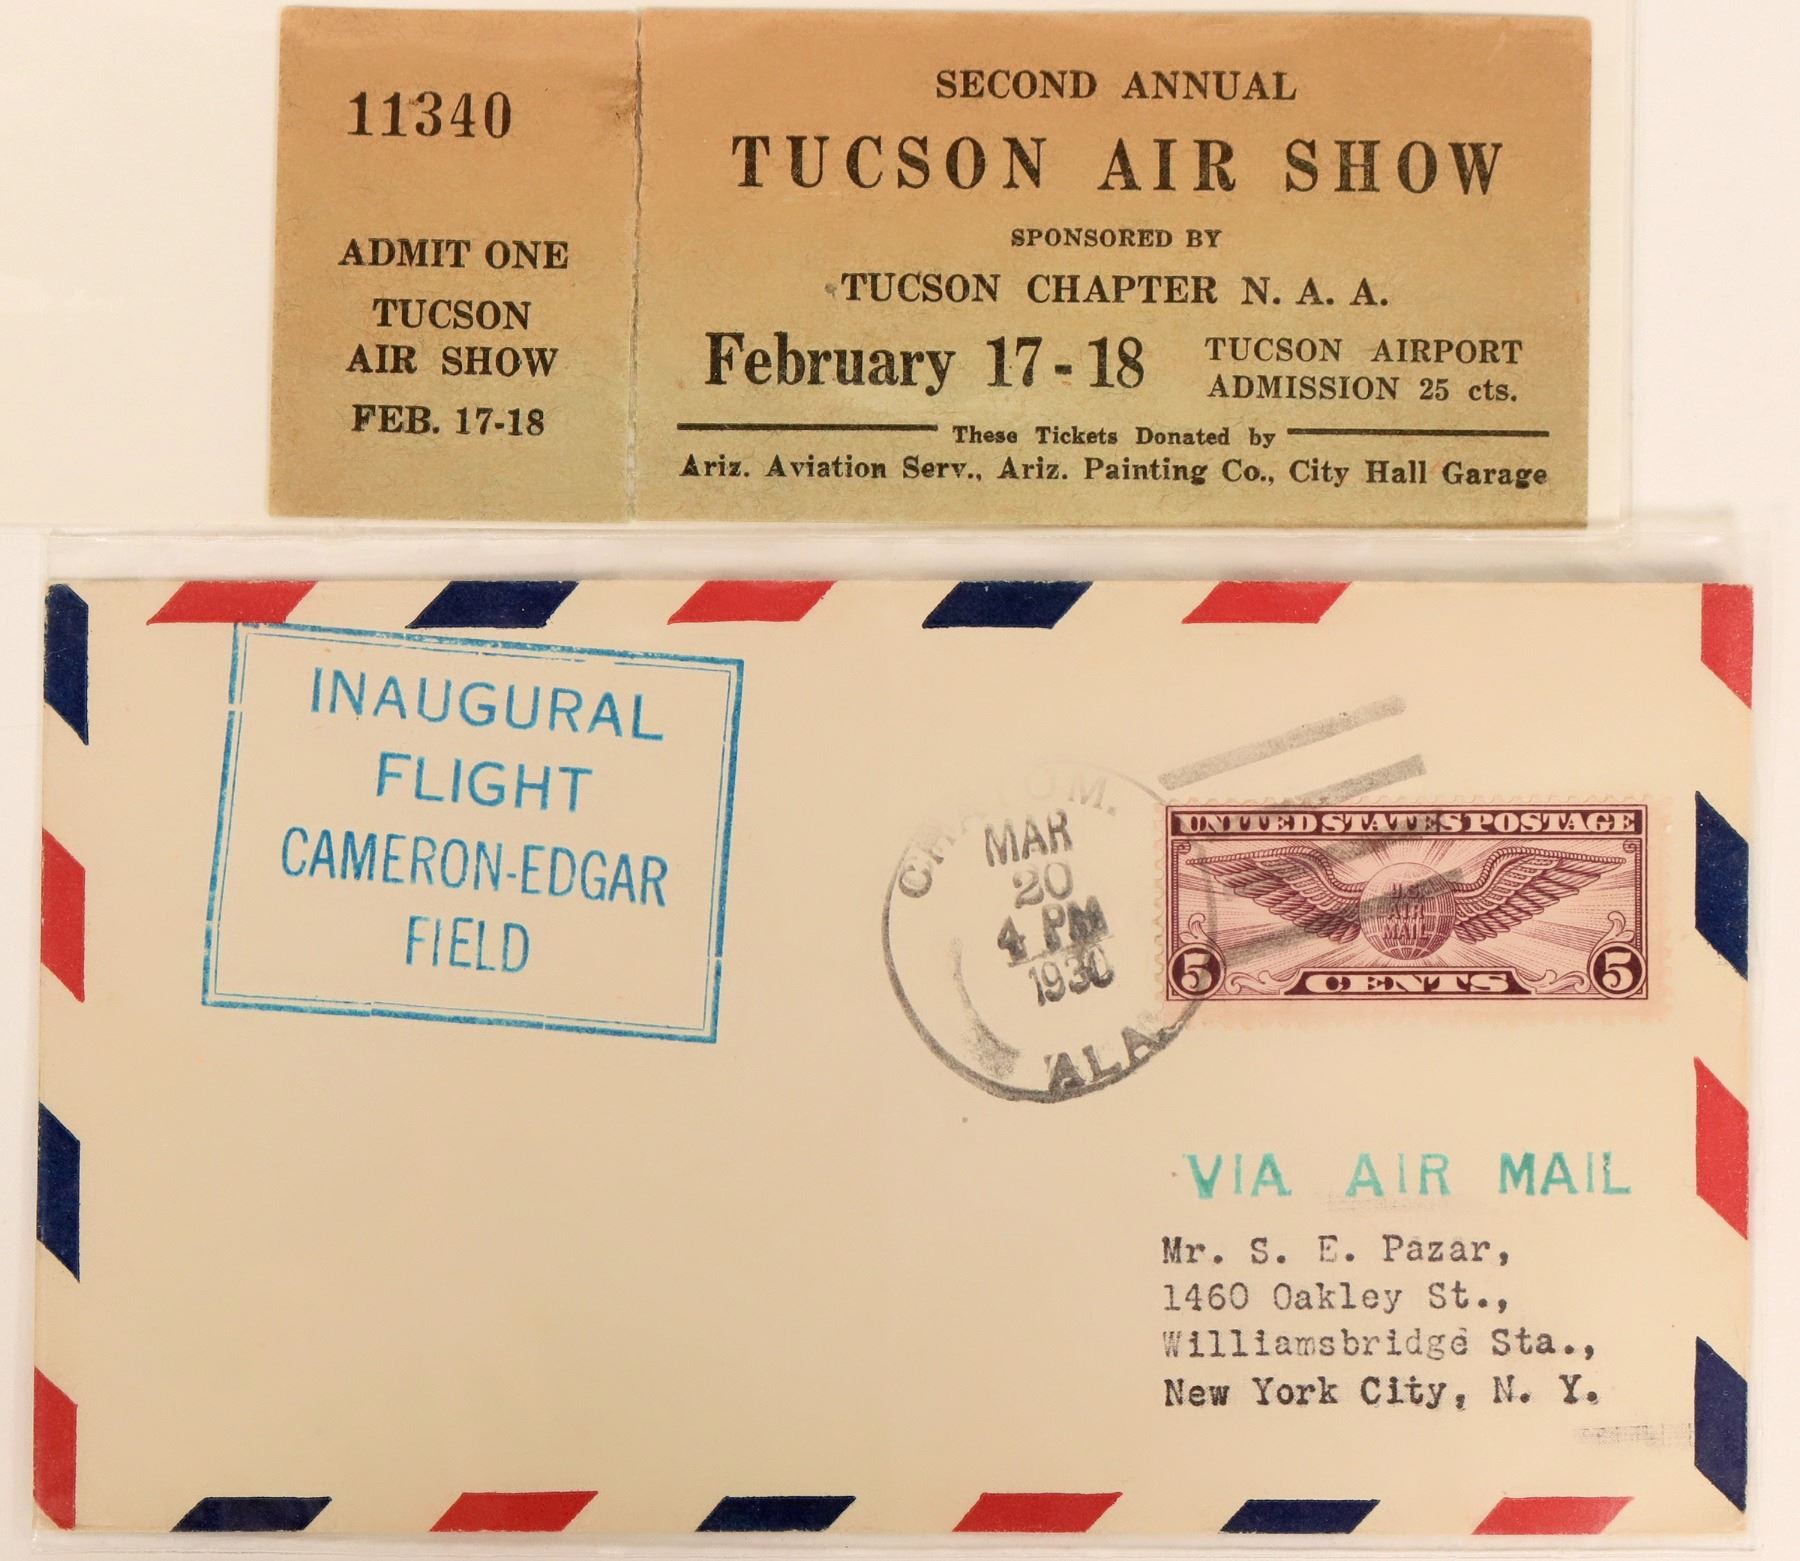 11340
ADMIT ONE
TUCSON
AIR SHOW
FEB. 17-18
SECOND ANNUAL
TUCSON AIR SHOW
SPONSORED BY
TUCSON CHAPTER N. A. A.
February 17-18
TUCSON AIRPORT
ADMISSION 25 cts.
These Tickets Donated by
Ariz. Aviation Serv., Ariz. Painting Co., City Hall Garage
INAUGURAL
FLIGHT
CAMERON-EDGAR
FIELD
MAR
20
4 PM
1930
ALA.
UNITED STATES POSTAGE
U.S.
AIR
MAIL
5 CENTS 5
VIA AIR MAIL
Mr. S. E. Pazar,
1460 Oakley St.,
Williamsbridge Sta.,
New York City, N. Y.